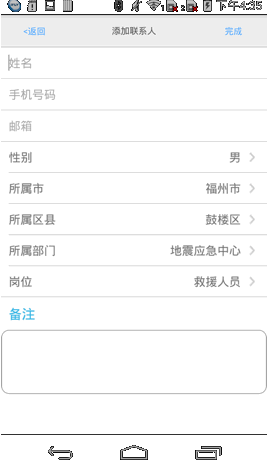 下午4:35
<返回 添加联系人 完成
姓名
手机号码
邮箱
性别 男
所属市 福州市
所属区县 鼓楼区
所属部门 地震应急中心
岗位 救援人员
备注